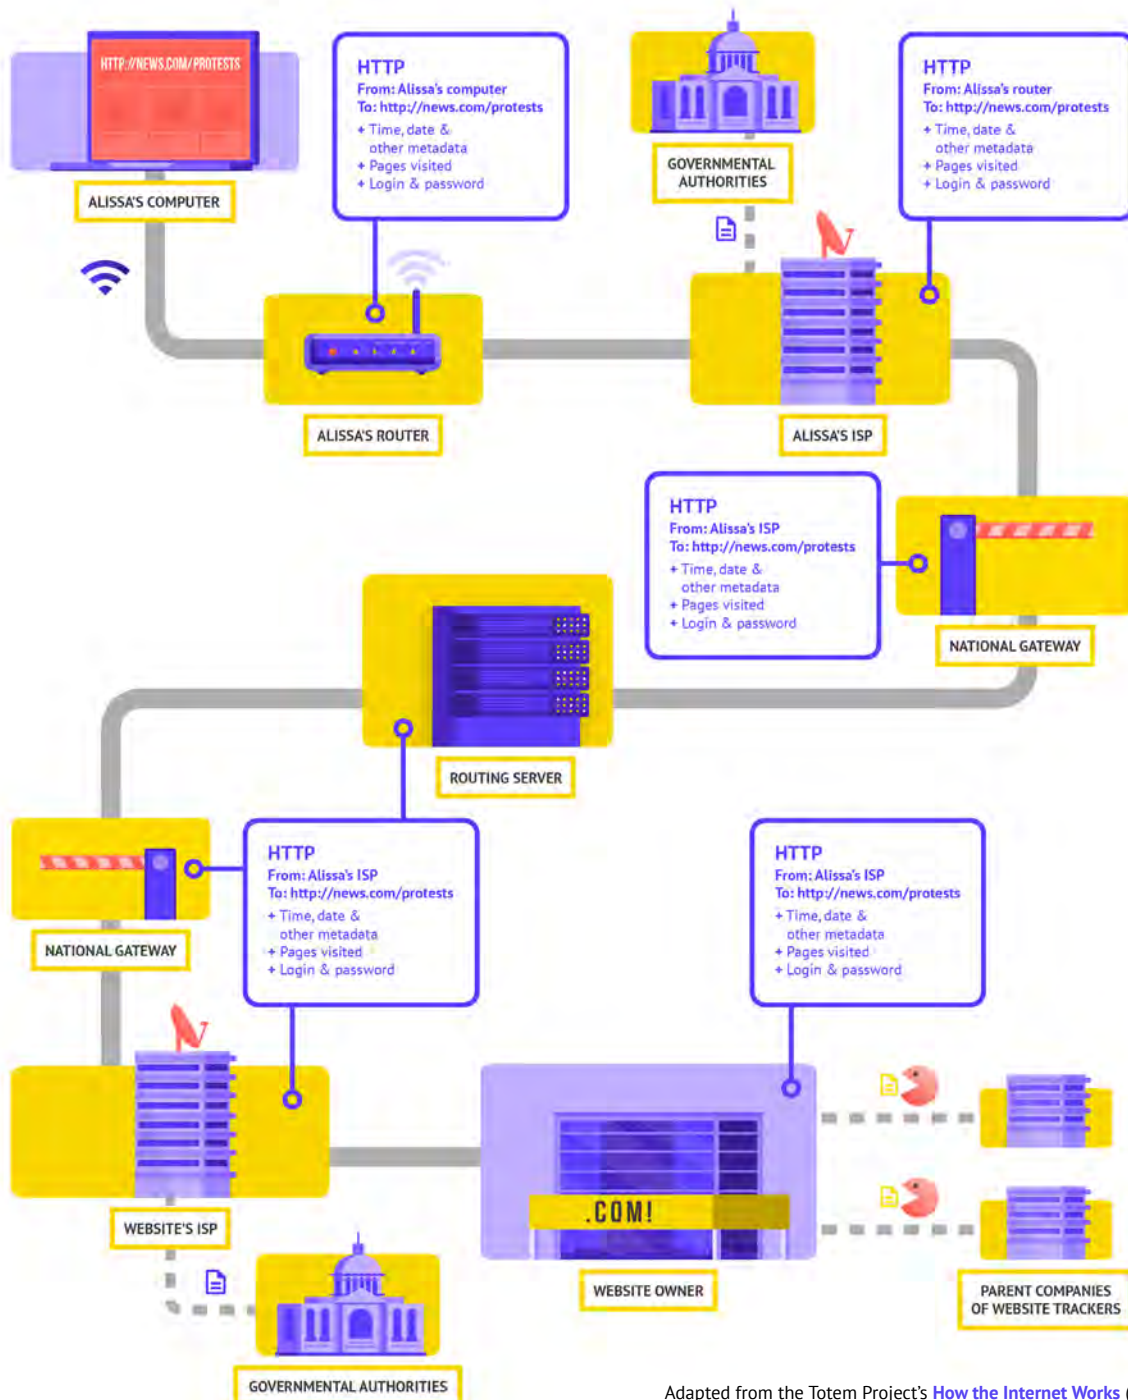 HTTP://NEWS.COM/PROTESTS
ALISSA'S COMPUTER
HTTP
From: Alissa's computer
To: http://news.com/protests
+ Time, date &
other metadata
+ Pages visited
+ Login & password
ALISSA'S ROUTER
GOVERNMENTAL
AUTHORITIES
HTTP
From: Alissa's router
To: http://news.com/protests
+ Time, date &
other metadata
+ Pages visited
+ Login & password
ALISSA'S ISP
HTTP
From: Alissa's ISP
To: http://news.com/protests
+ Time, date &
other metadata
+ Pages visited
+ Login & password
NATIONAL GATEWAY
ROUTING SERVER
NATIONAL GATEWAY
HTTP
From: Alissa's ISP
To: http://news.com/protests
+ Time, date &
other metadata
+ Pages visited
+ Login & password
HTTP
From: Alissa's ISP
To: http://news.com/protests
+ Time, date &
other metadata
+ Pages visited
+ Login & password
WEBSITE'S ISP
GOVERNMENTAL AUTHORITIES
.COM!
WEBSITE OWNER
PARENT COMPANIES
OF WEBSITE TRACKERS
Adapted from the Totem Project's How the Internet Works (